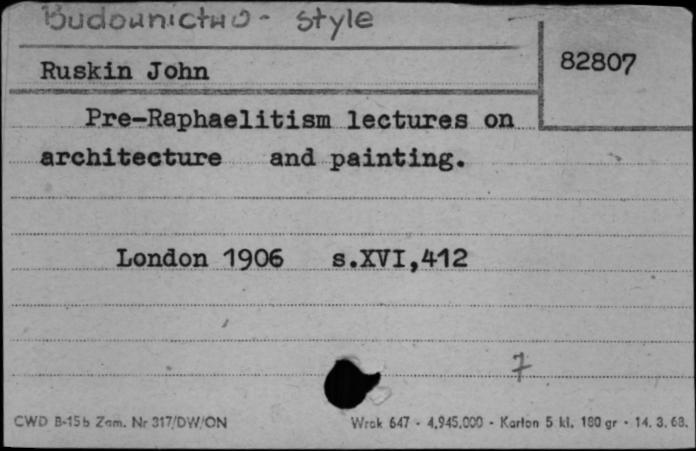 Budownictwo - style
Ruskin John
82807
Pre-Raphaelitism lectures on
architecture and painting.
London 1906 s.XVI,412
7
CWD B-15b Zam. Nr 317/DW/ON
Wrok 647 - 4,945.000 - Karton 5 kl. 180 gr - 14. 3. 68.